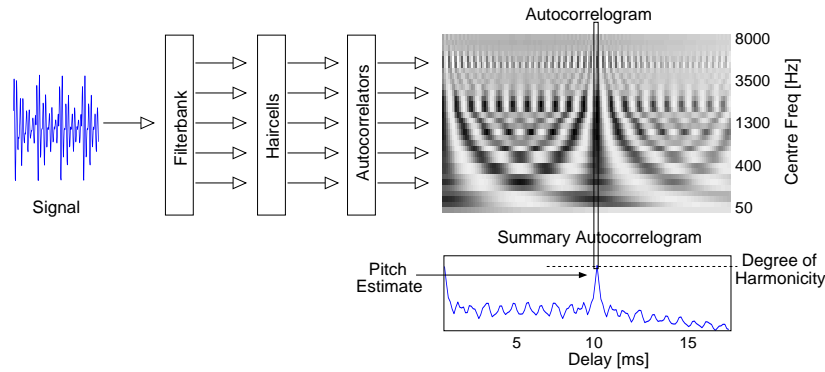 Autocorrelogram
Signal
Filterbank
Haircells
Autocorrelators
8000
3500
1300
400
50
Centre Freq [Hz]
Summary Autocorrelogram
Pitch
Estimate
Degree of
Harmonicity
5
10
15
Delay [ms]